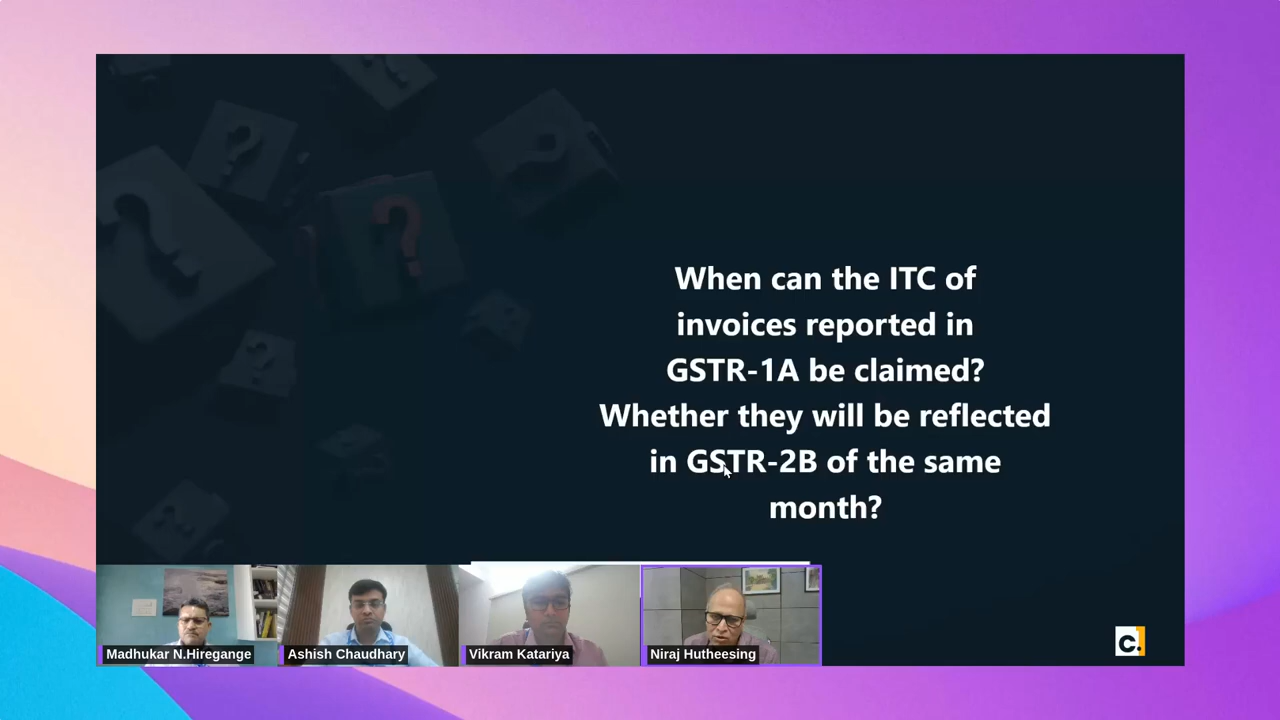 When can the ITC of
invoices reported in
GSTR-1A be claimed?
Whether they will be reflected
in GSTR-2B of the same
month?
Madhukar N.Hiregange
Ashish Chaudhary
Vikram Katariya
Niraj Hutheesing
c.